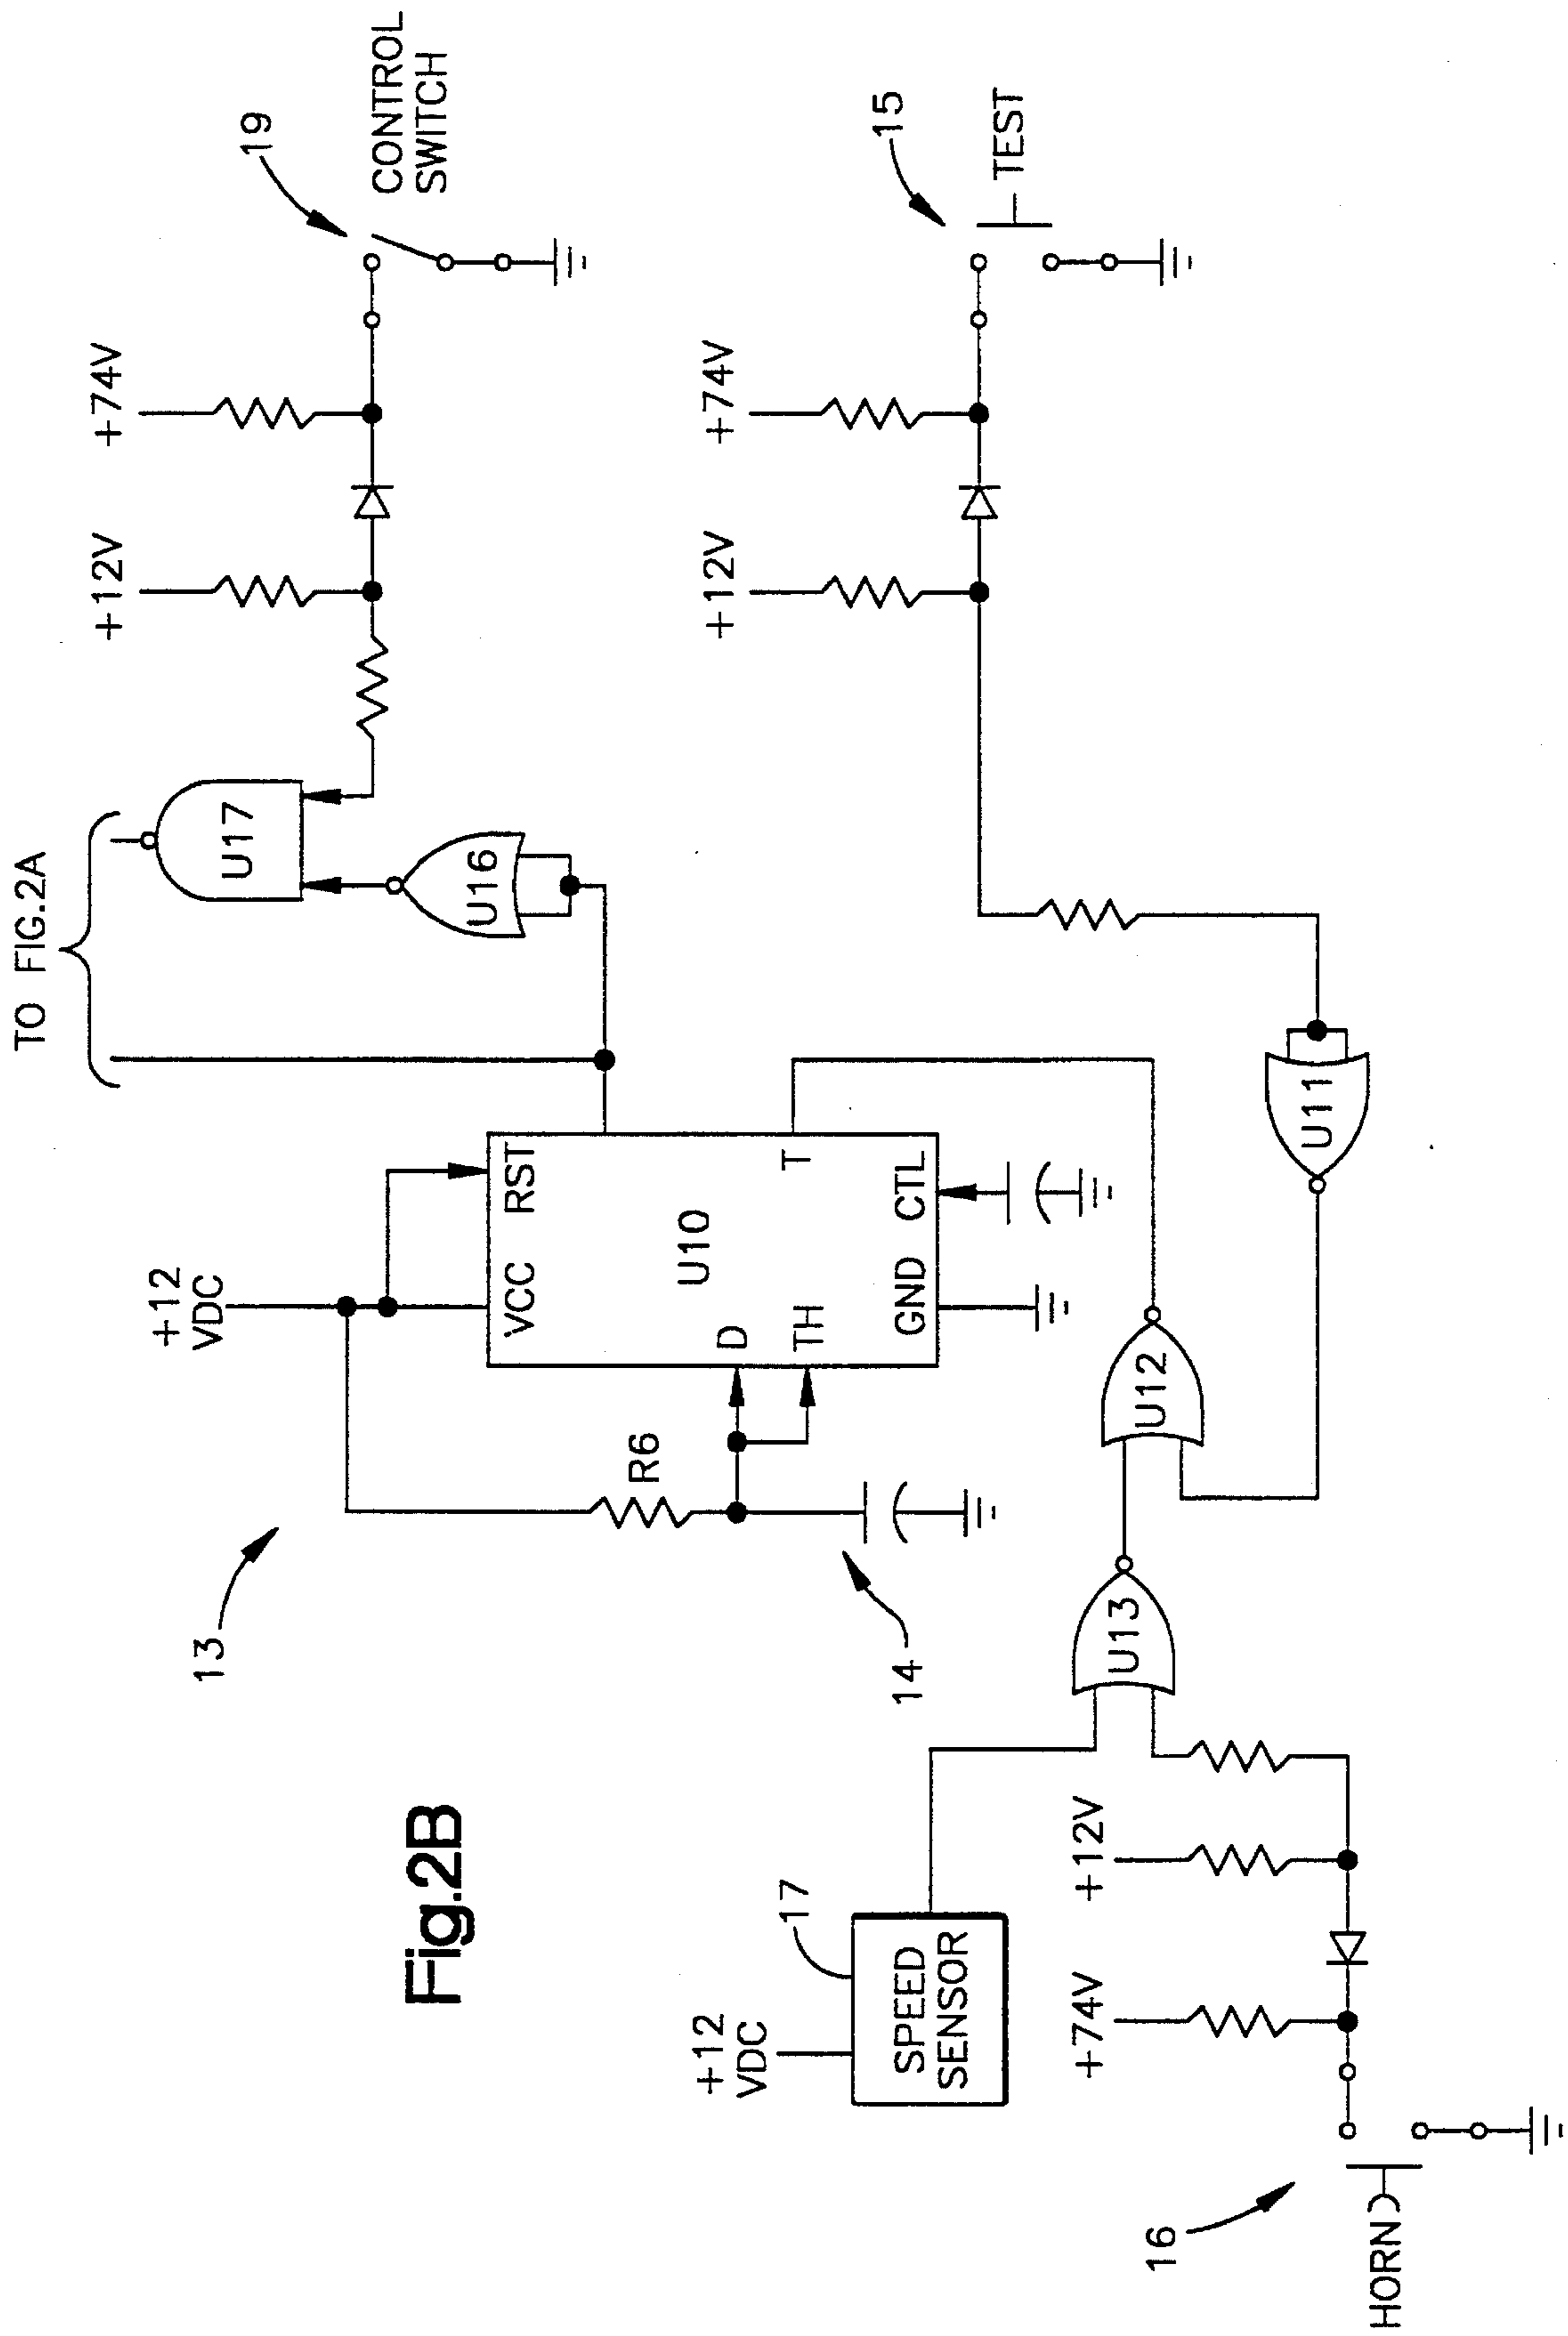 Fig.2B
13
14
+12
VDC
R6
VCC
RST
D
TH
U10
T
GND
CTL
TO FIG.2A
U17
U16
+12V
+74V
19
CONTROL
SWITCH
+12V
+74V
15
TEST
U11
U12
U13
17
+12
VDC
SPEED
SENSOR
+74V
+12V
16
HORN